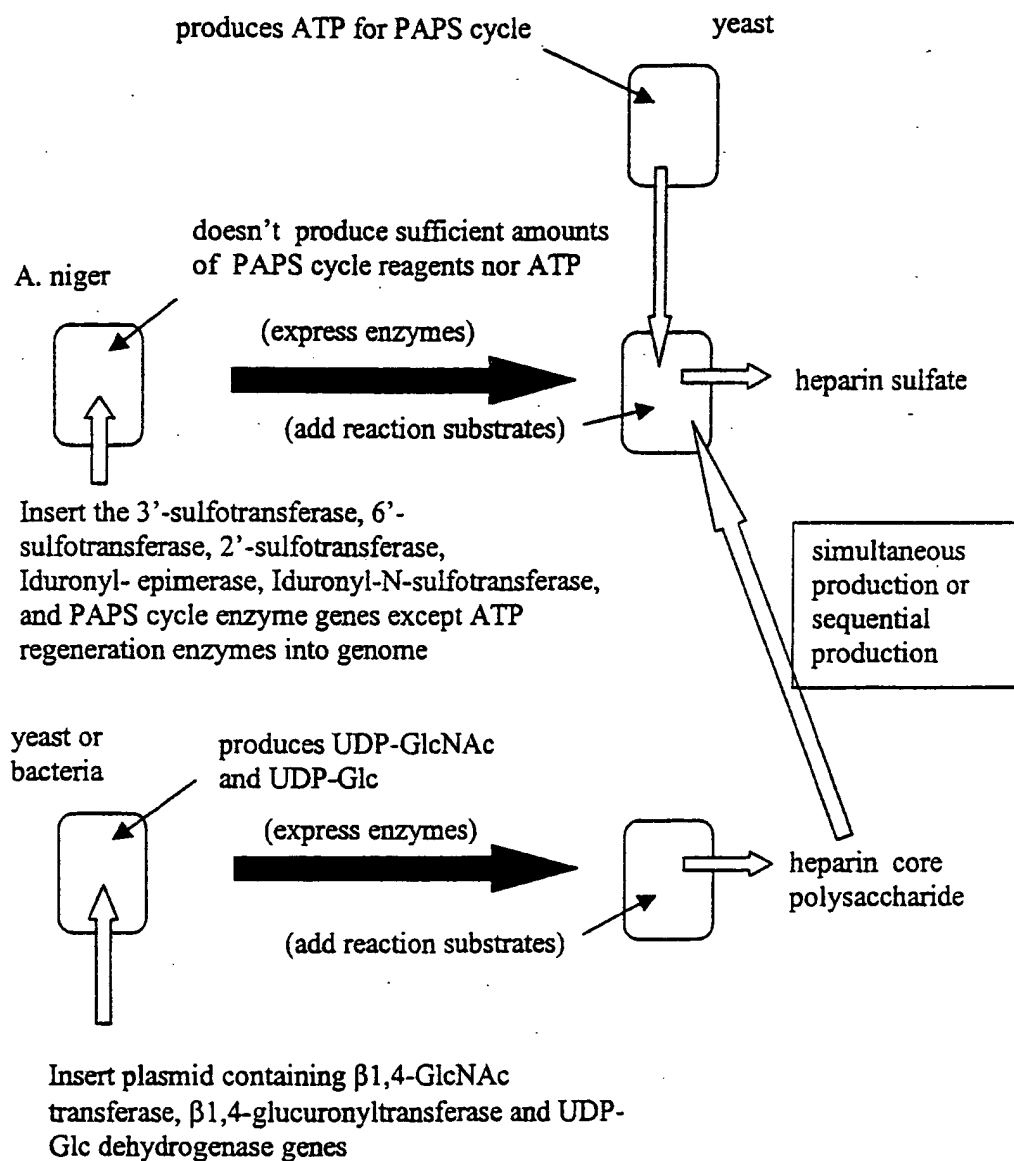 produces ATP for PAPS cycle
yeast
doesn't produce sufficient amounts
of PAPS cycle reagents nor ATP
A. niger
(express enzymes)
heparin sulfate
(add reaction substrates)
Insert the 3'-sulfotransferase, 6'-
sulfotransferase, 2'-sulfotransferase,
Iduronyl- epimerase, Iduronyl-N-sulfotransferase,
and PAPS cycle enzyme genes except ATP
regeneration enzymes into genome
simultaneous
production or
sequential
production
yeast or
bacteria
produces UDP-GlcNAc
and UDP-Glc
(express enzymes)
heparin core
polysaccharide
(add reaction substrates)
Insert plasmid containing β1,4-GlcNAc
transferase, β1,4-glucuronyltransferase and UDP-
Glc dehydrogenase genes